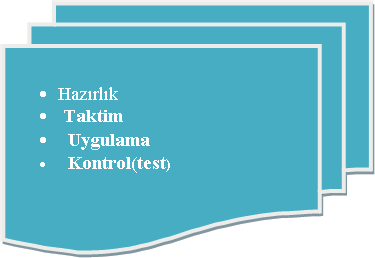 • Hazırlık
• Taktim
• Uygulama
• Kontrol(test)